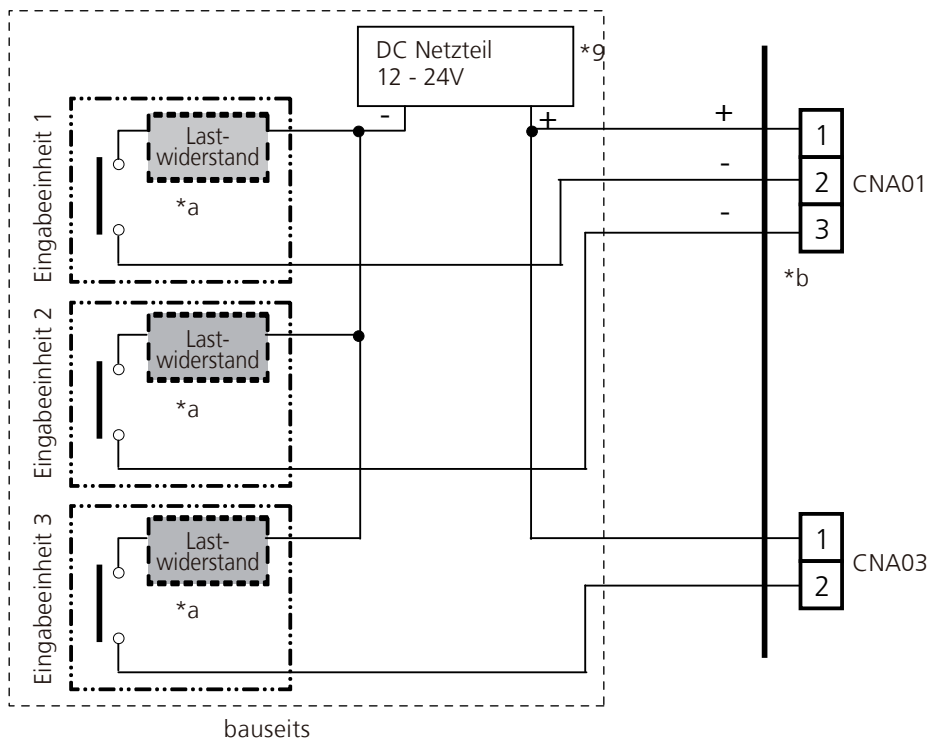 DC Netzteil
12 - 24V
*9
-
+
+
-
-
1
2
3
CNA01
*b
Eingabeeinheit 1
Last-
widerstand
*a
Eingabeeinheit 2
Last-
widerstand
*a
Eingabeeinheit 3
Last-
widerstand
*a
1
2
CNA03
bauseits